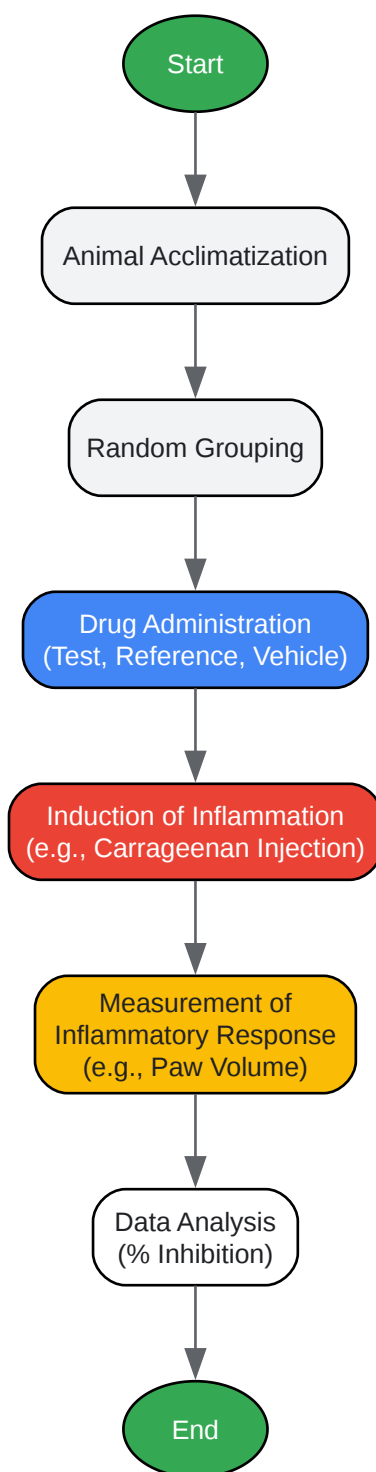 Start
Animal Acclimatization
Random Grouping
Drug Administration
(Test, Reference, Vehicle)
Induction of Inflammation
(e.g., Carrageenan Injection)
Measurement of
Inflammatory Response
(e.g., Paw Volume)
Data Analysis
(% Inhibition)
End